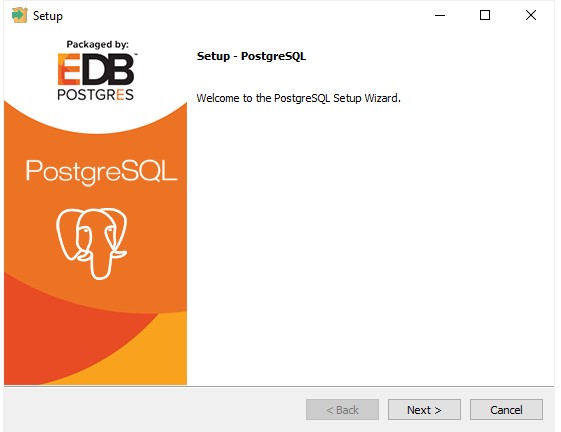 Setup
Packaged by:
EDB
POSTGRES
PostgreSQL
Setup - PostgreSQL
Welcome to the PostgreSQL Setup Wizard.
< Back
Next >
Cancel